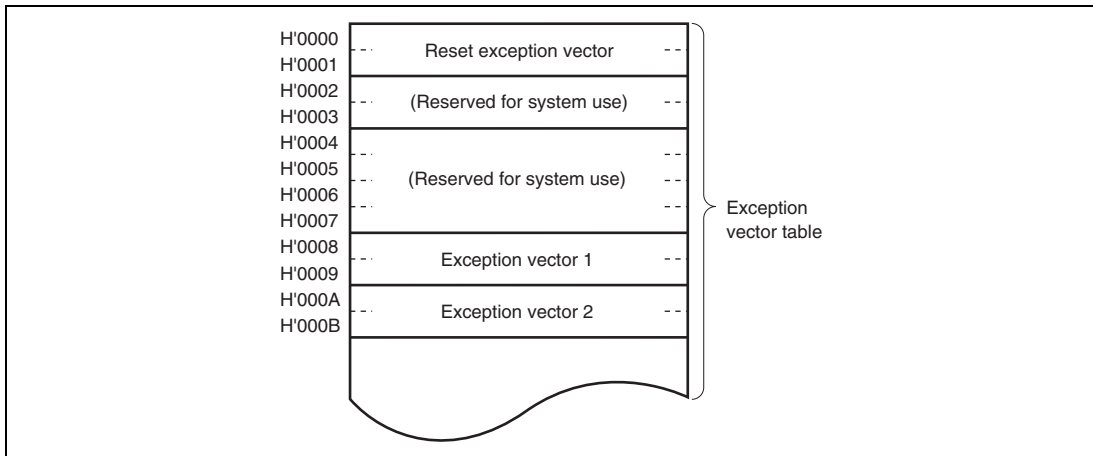 H'0000
H'0001
Reset exception vector
H'0002
H'0003
(Reserved for system use)
H'0004
H'0005
H'0006
H'0007
(Reserved for system use)
H'0008
H'0009
Exception vector 1
H'000A
H'000B
Exception vector 2
Exception
vector table